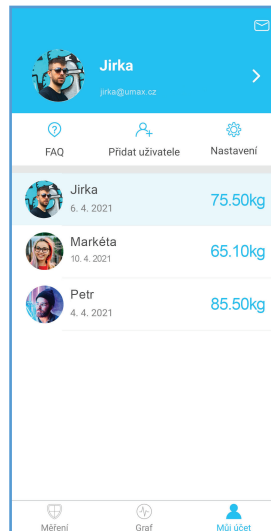 Jirka
jirka@umax.cz
FAQ
Přidat uživatele
Nastavení
Jirka
6. 4. 2021
75.50kg
Markéta
10. 4. 2021
65.10kg
Petr
4. 4. 2021
85.50kg
Měření
Graf
Můj účet